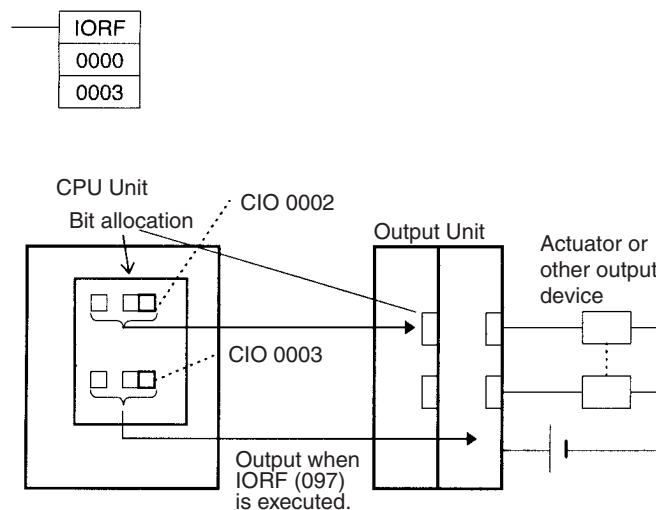 IORF
0000
0003
CPU Unit
Bit allocation
CIO 0002
Output Unit
Actuator or
other output
device
CIO 0003
Output when
IORF (097)
is executed.